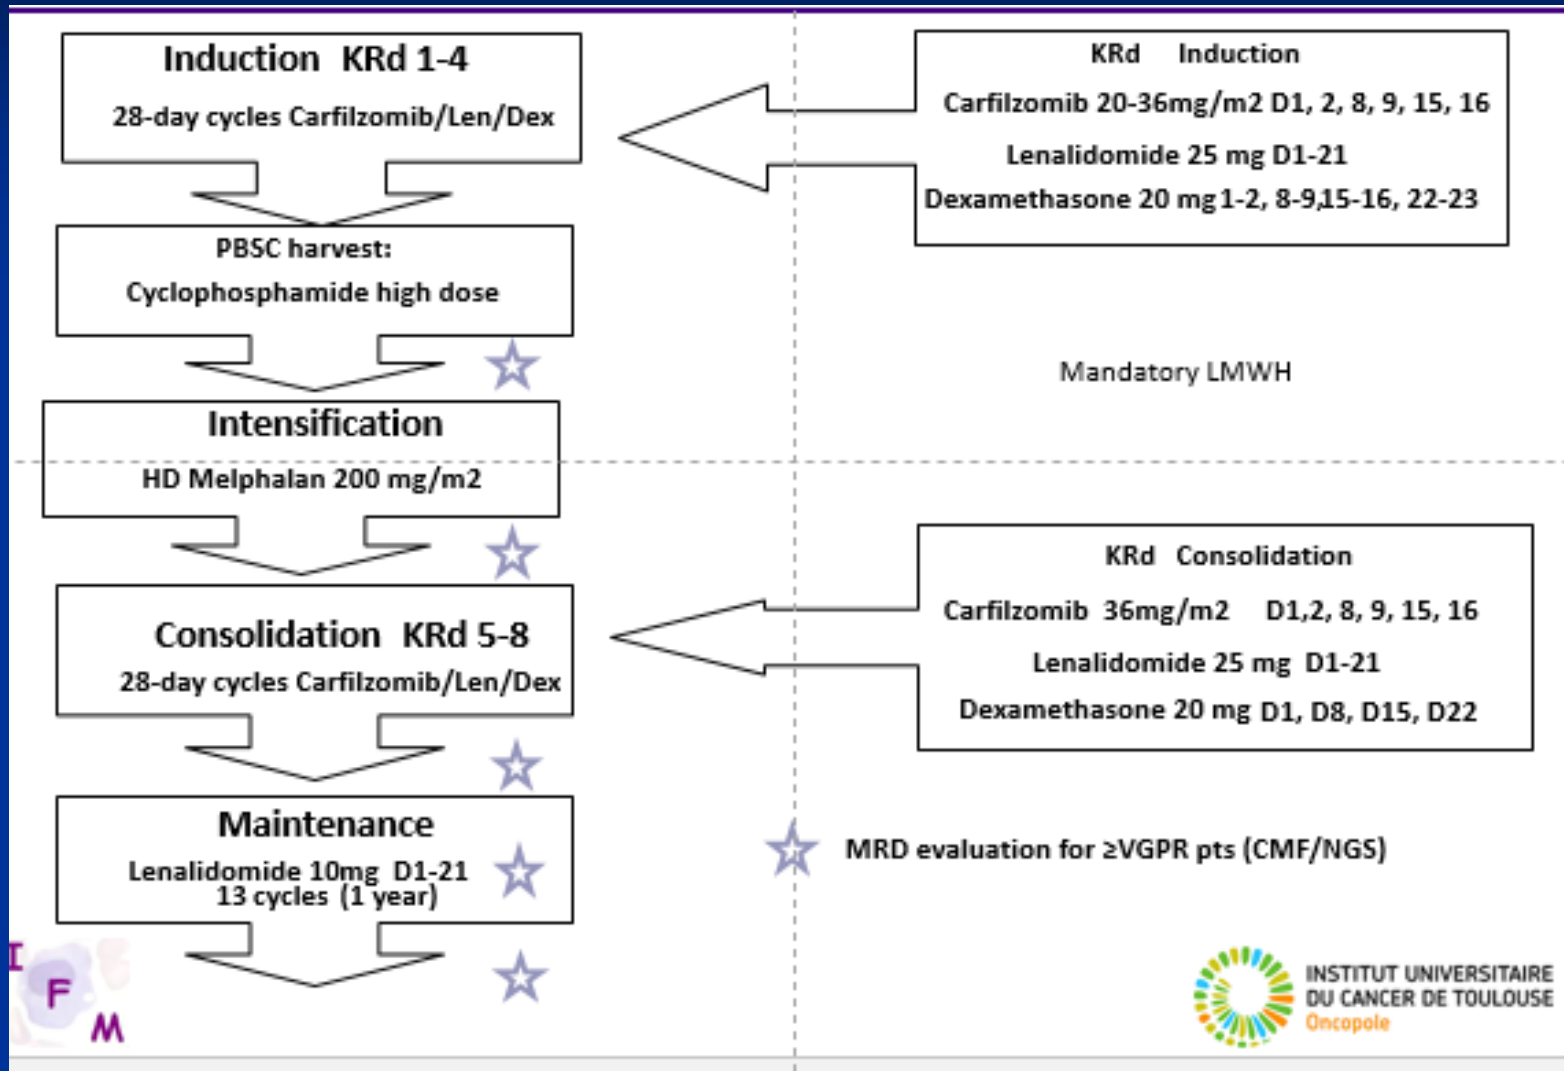 Induction KRd 1-4
28-day cycles Carfilzomib/Len/Dex
PBSC harvest:
Cyclophosphamide high dose
Intensification
HD Melphalan 200 mg/m2
Consolidation KRd 5-8
28-day cycles Carfilzomib/Len/Dex
Maintenance
Lenalidomide 10mg D1-21
13 cycles (1 year)
KRd Induction
Carfilzomib 20-36mg/m2 D1, 2, 8, 9, 15, 16
Lenalidomide 25 mg D1-21
Dexamethasone 20 mg 1-2, 8-9,15-16, 22-23
Mandatory LMWH
KRd Consolidation
Carfilzomib 36mg/m2 D1,2, 8, 9, 15, 16
Lenalidomide 25 mg D1-21
Dexamethasone 20 mg D1, D8, D15, D22
MRD evaluation for ≥VGPR pts (CMF/NGS)
I
F
M
INSTITUT UNIVERSITAIRE
DU CANCER DE TOULOUSE
Oncopole